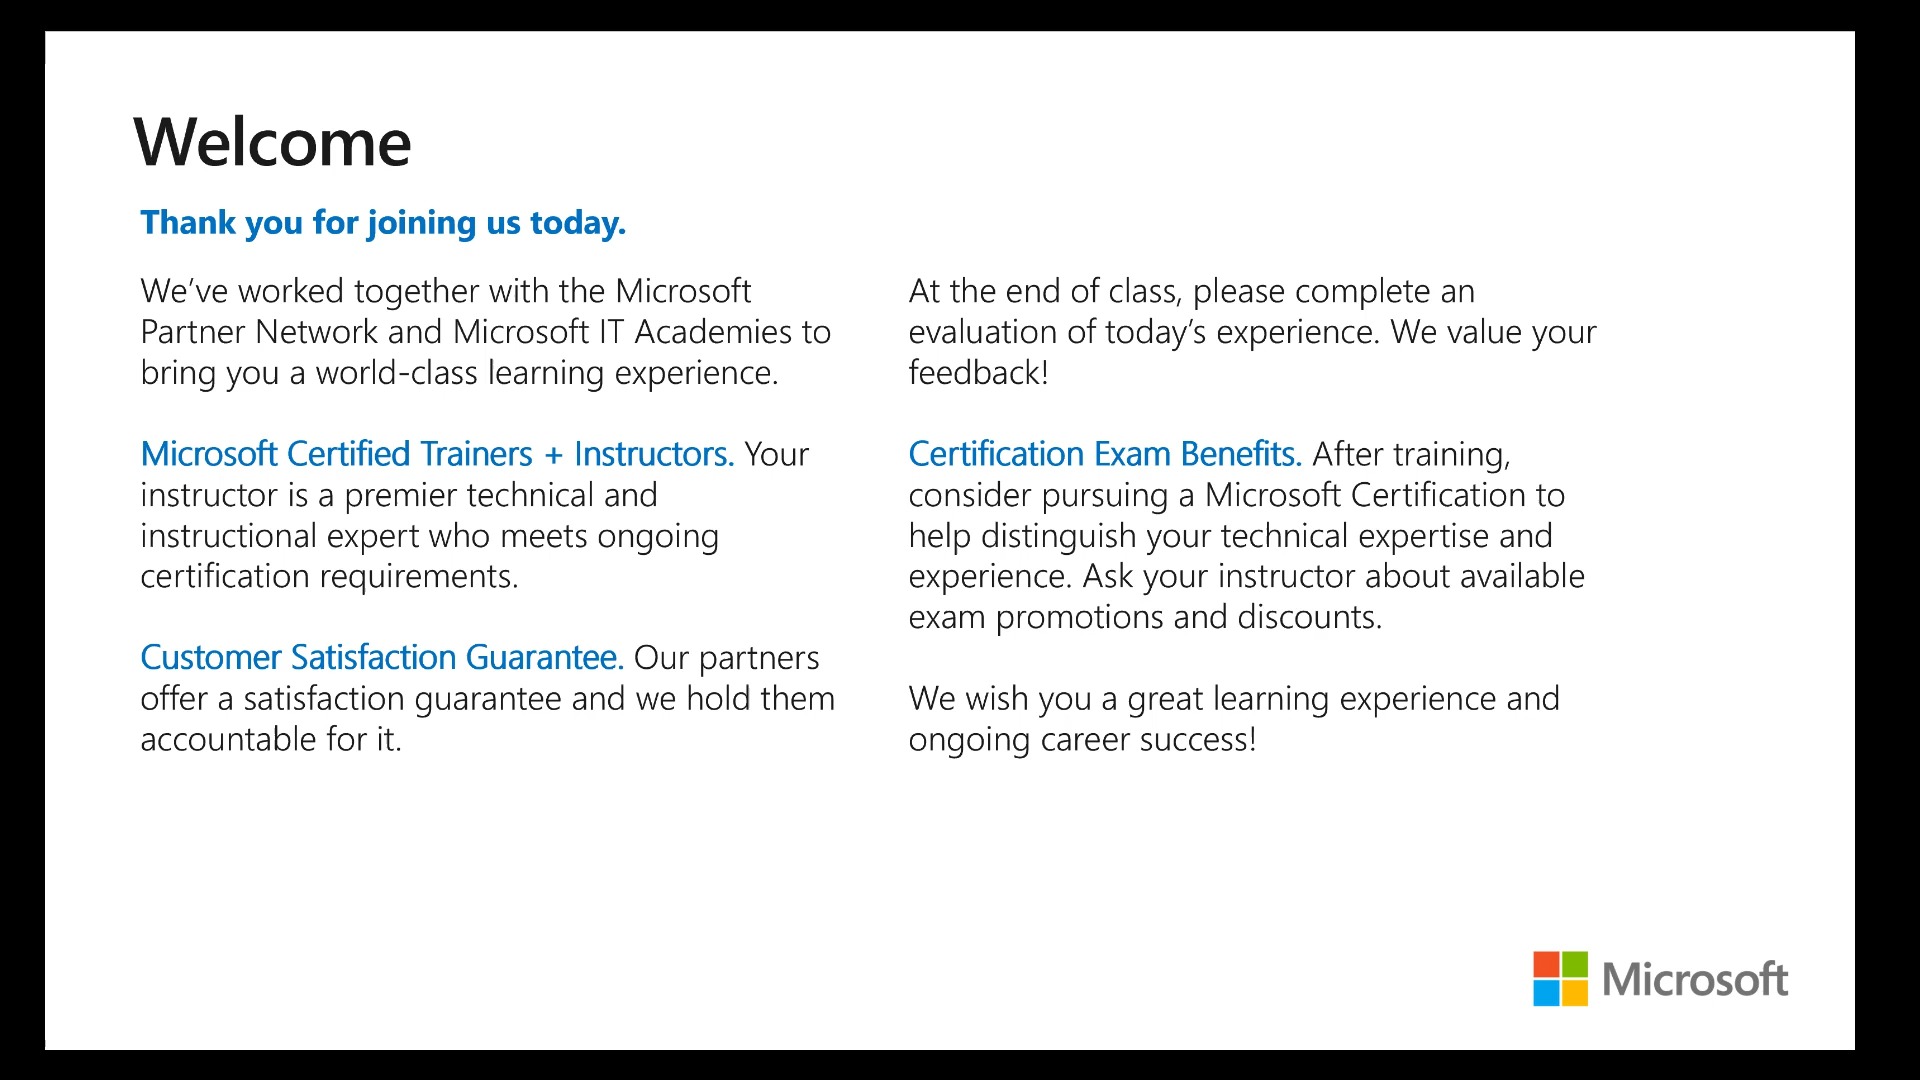 Welcome
Thank you for joining us today.
We’ve worked together with the Microsoft
Partner Network and Microsoft IT Academies to
bring you a world-class learning experience.
Microsoft Certified Trainers + Instructors. Your
instructor is a premier technical and
instructional expert who meets ongoing
certification requirements.
Customer Satisfaction Guarantee. Our partners
offer a satisfaction guarantee and we hold them
accountable for it.
At the end of class, please complete an
evaluation of today’s experience. We value your
feedback!
Certification Exam Benefits. After training,
consider pursuing a Microsoft Certification to
help distinguish your technical expertise and
experience. Ask your instructor about available
exam promotions and discounts.
We wish you a great learning experience and
ongoing career success!
Microsoft